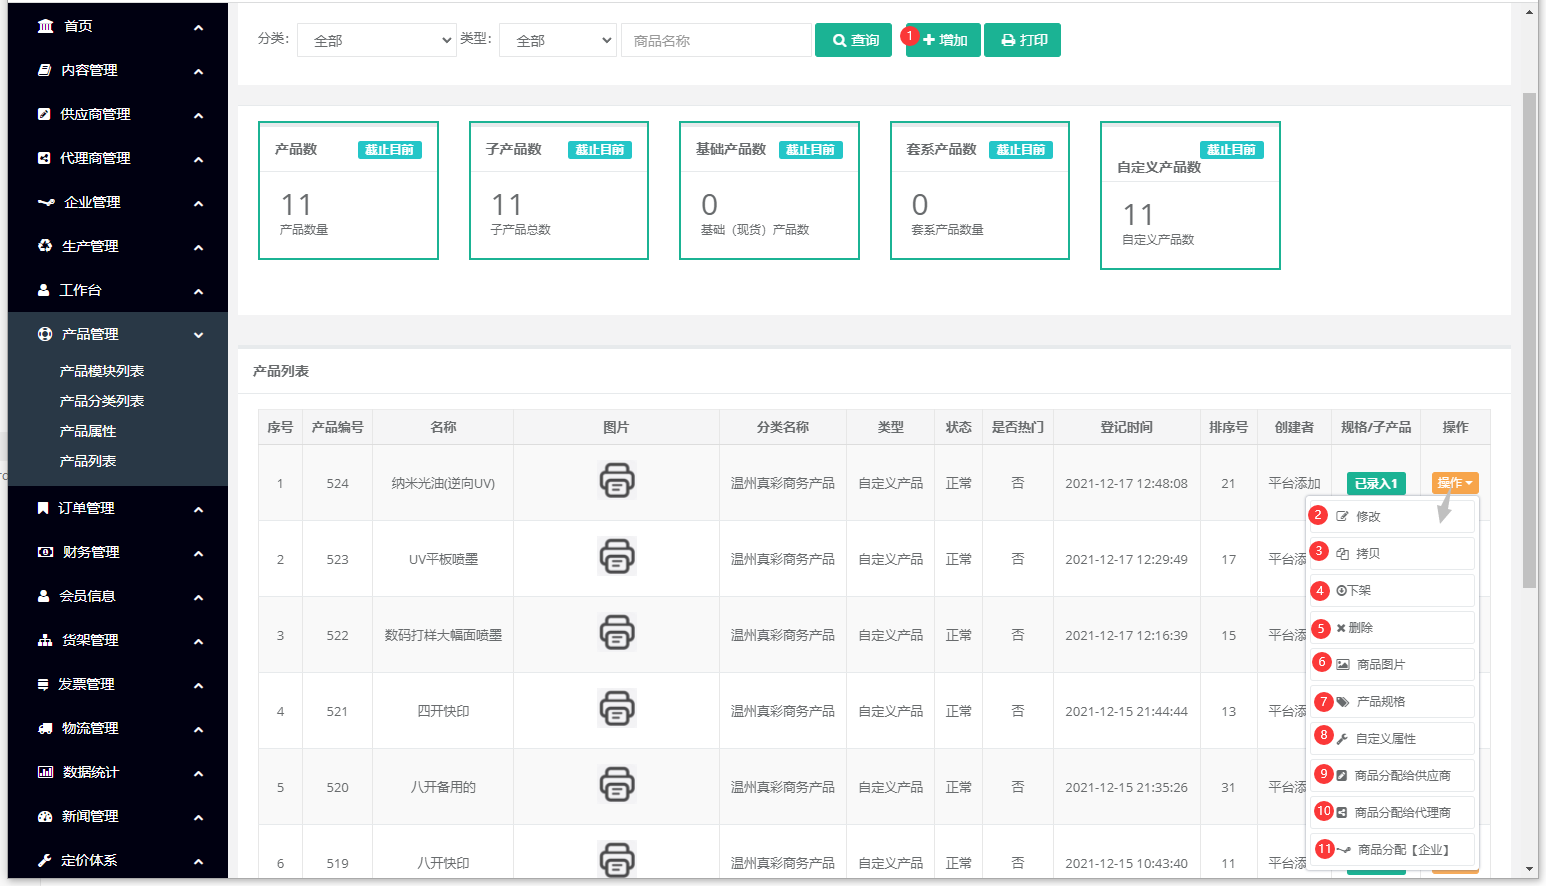 首页
内容管理
供应商管理
代理商管理
企业管理
生产管理
工作台
产品管理
产品模块列表
产品分类列表
产品属性
产品列表
订单管理
财务管理
会员信息
货架管理
发票管理
物流管理
数据统计
新闻管理
定价体系
分类: 全部 类型: 全部 商品名称 查询 1 增加 打印
产品数 截止目前
11
产品数量
子产品数 截止目前
11
子产品总数
基础产品数 截止目前
0
基础（现货）产品数
套系产品数 截止目前
0
套系产品数量
截止目前
自定义产品数
11
自定义产品数
产品列表
序号 产品编号 名称 图片 分类名称 类型 状态 是否热门 登记时间 排序号 创建者 规格/子产品 操作
1 524 纳米光油(逆向UV) 温州真彩商务产品 自定义产品 正常 否 2021-12-17 12:48:08 21 平台添加 已录入1 操作
2 523 UV平板喷墨 温州真彩商务产品 自定义产品 正常 否 2021-12-17 12:29:49 17 平台添
3 522 数码打样大幅面喷墨 温州真彩商务产品 自定义产品 正常 否 2021-12-17 12:16:39 15 平台添
4 521 四开快印 温州真彩商务产品 自定义产品 正常 否 2021-12-15 21:44:44 13 平台添
5 520 八开备用的 温州真彩商务产品 自定义产品 正常 否 2021-12-15 21:35:26 31 平台添
6 519 八开快印 温州真彩商务产品 自定义产品 正常 否 2021-12-15 10:43:40 11 平台添
2 修改
3 拷贝
4 下架
5 删除
6 商品图片
7 产品规格
8 自定义属性
9 商品分配给供应商
10 商品分配给代理商
11 商品分配【企业】